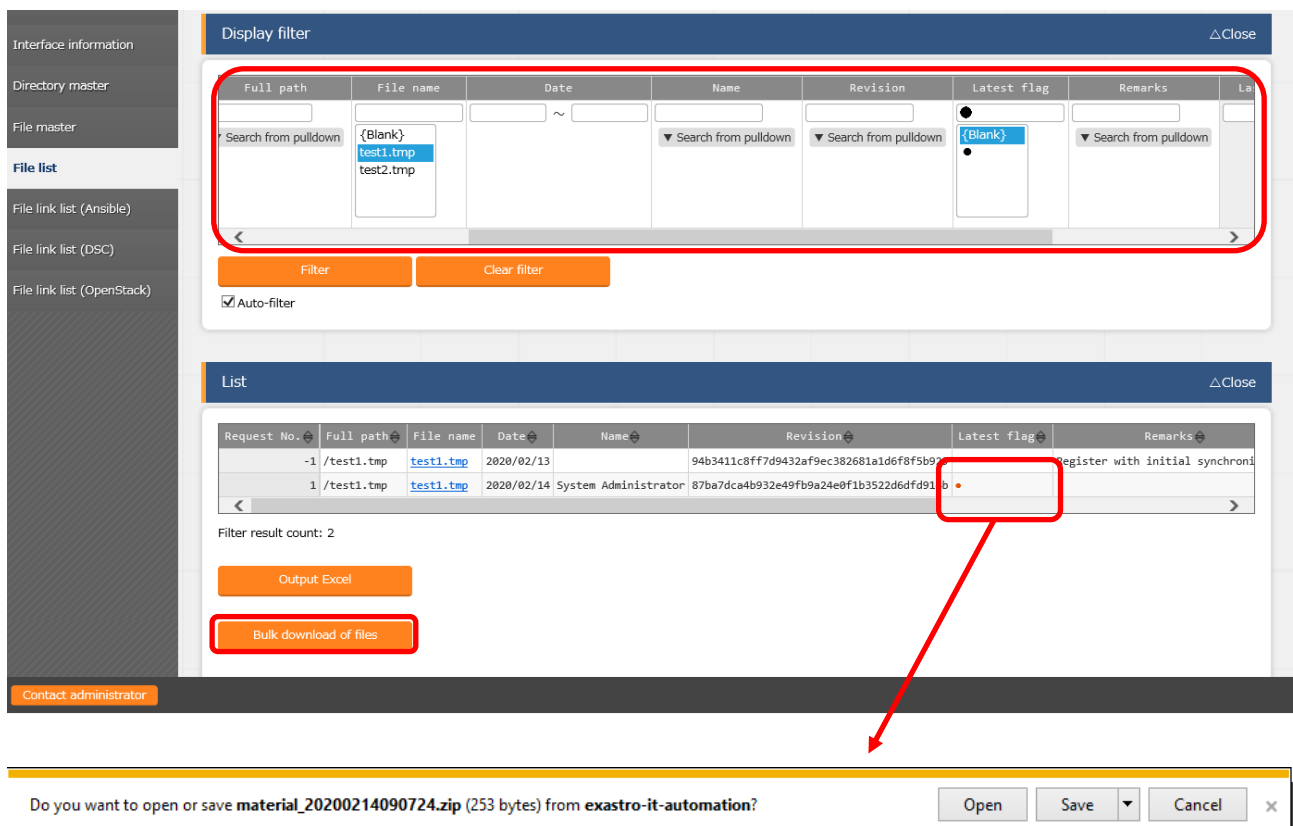 Display filter
△Close
Interface information
Directory master
File master
File list
File link list (Ansible)
File link list (DSC)
File link list (OpenStack)
Full path File name Date Name Revision Latest flag Remarks
~ ●
▼ Search from pulldown {Blank} ▼ Search from pulldown ▼ Search from pulldown {Blank} ▼ Search from pulldown
test1.tmp ●
test2.tmp
Filter Clear filter
Auto-filter
List
△Close
Request No. Full path File name Date Name Revision Latest flag Remarks
-1 /test1.tmp test1.tmp 2020/02/13 Register with initial synchroni
1 /test1.tmp test1.tmp 2020/02/14 System Administrator ●
Filter result count: 2
Output Excel
Bulk download of files
Contact administrator
Do you want to open or save material_20200214090724.zip (253 bytes) from exastro-it-automation?
Open Save ▼ Cancel ×